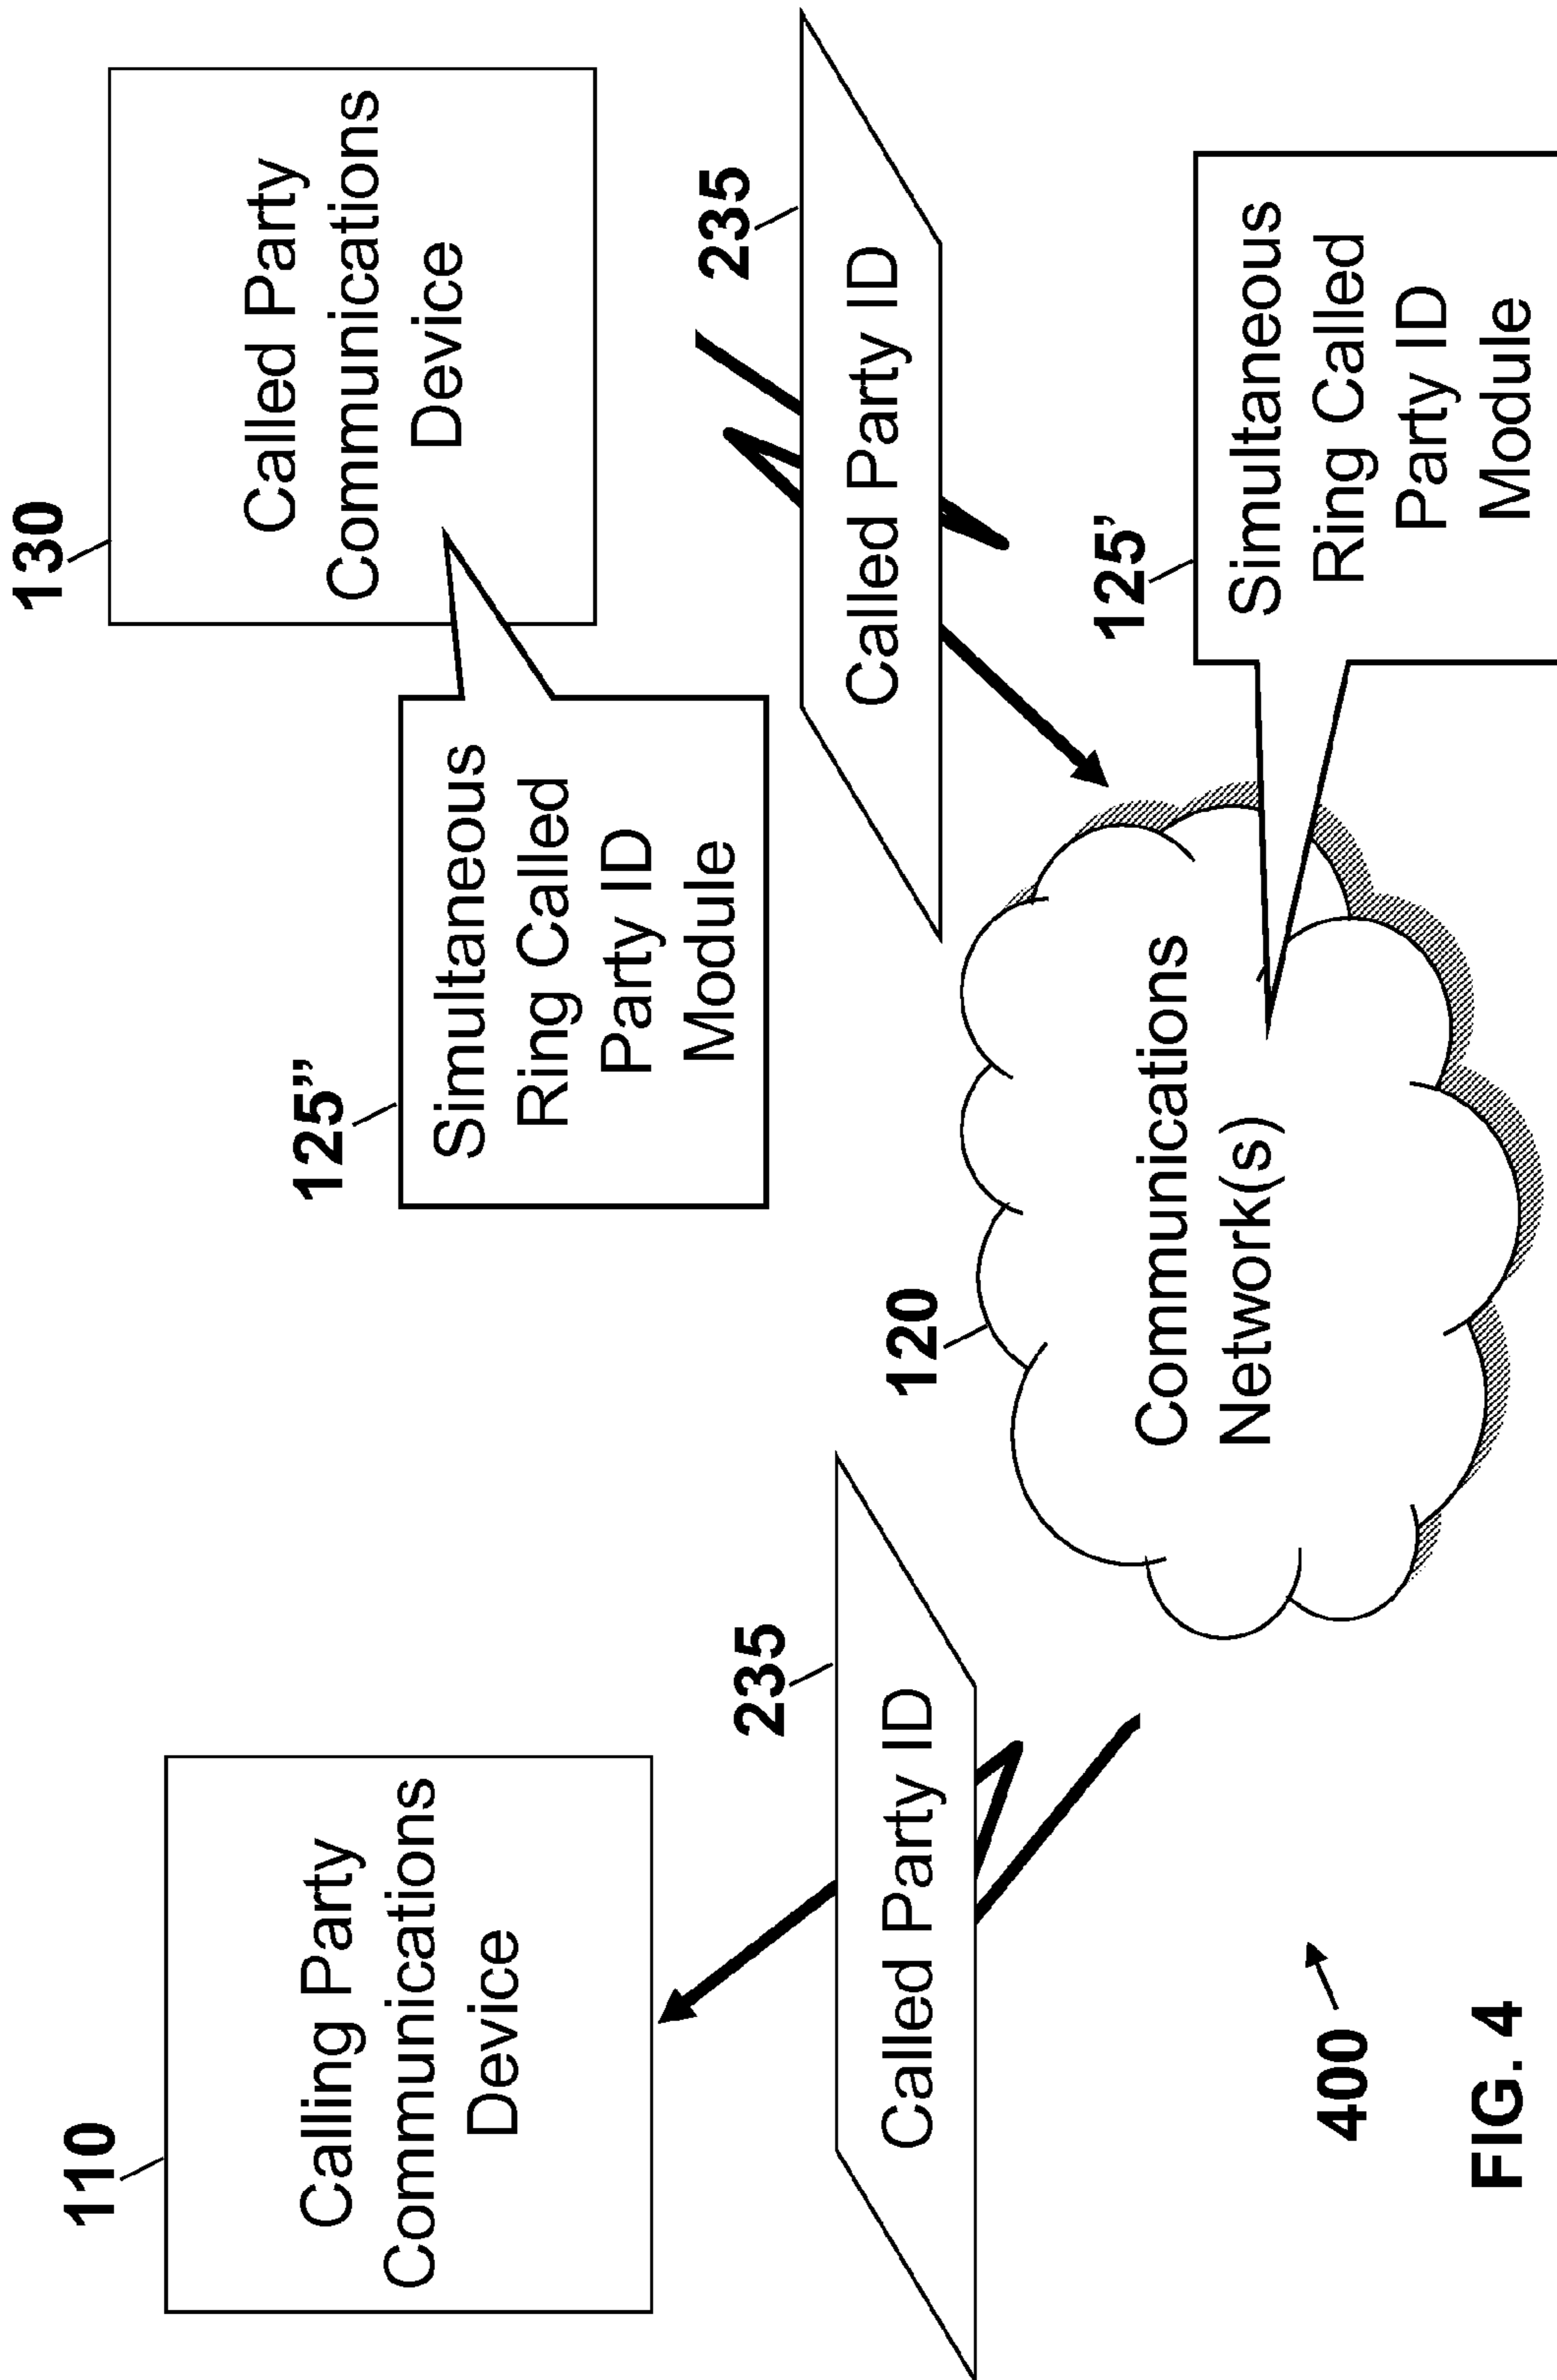 110
Calling Party
Communications
Device
235
Called Party ID
125”
Simultaneous
Ring Called
Party ID
Module
130
Called Party
Communications
Device
235
Called Party ID
120
Communications
Network(s)
125’
Simultaneous
Ring Called
Party ID
Module
400
FIG. 4